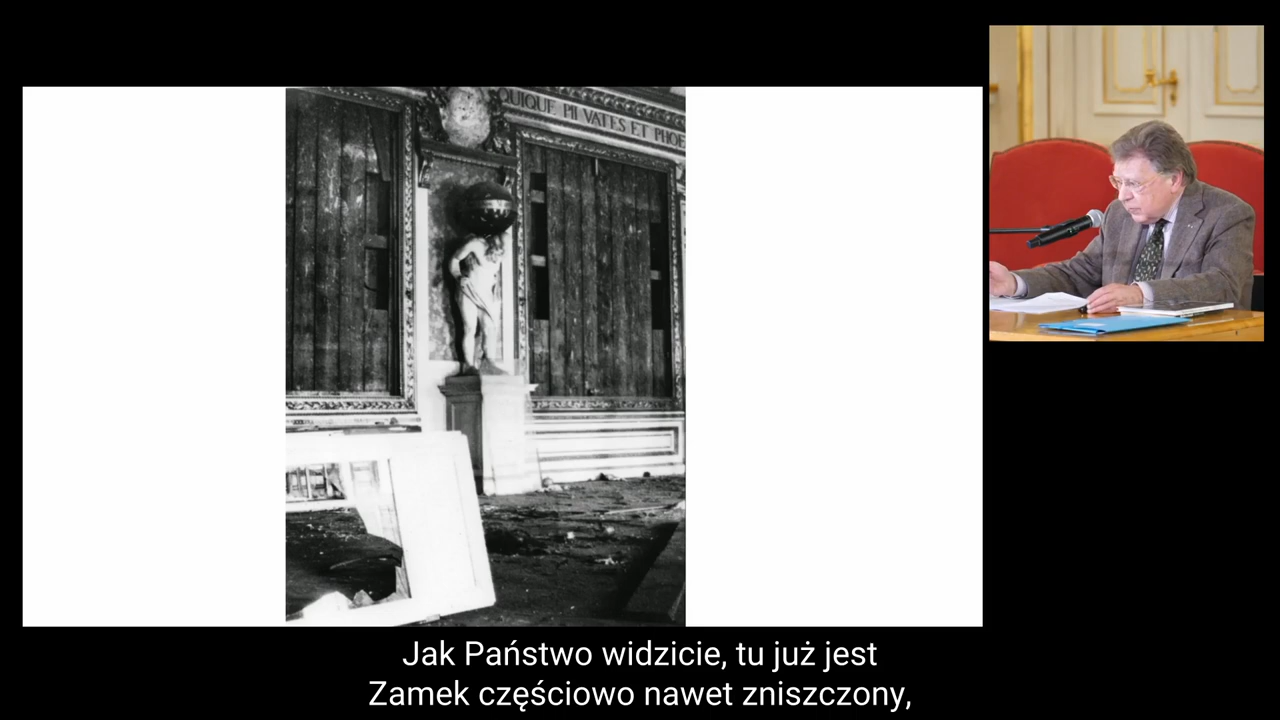 QUIQUE PII VATES ET PHOE
Jak Państwo widzicie, tu już jest
Zamek częściowo nawet zniszczony,